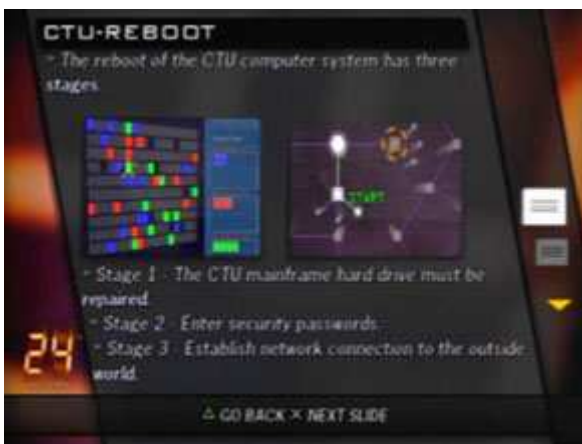 CTU-REBOOT
- The reboot of the CTU computer system has three
stages.
START
- Stage 1 - The CTU mainframe hard drive must be
repaired.
- Stage 2 - Enter security passwords.
- Stage 3 - Establish network connection to the outside
world.
24
△ GO BACK × NEXT SLIDE